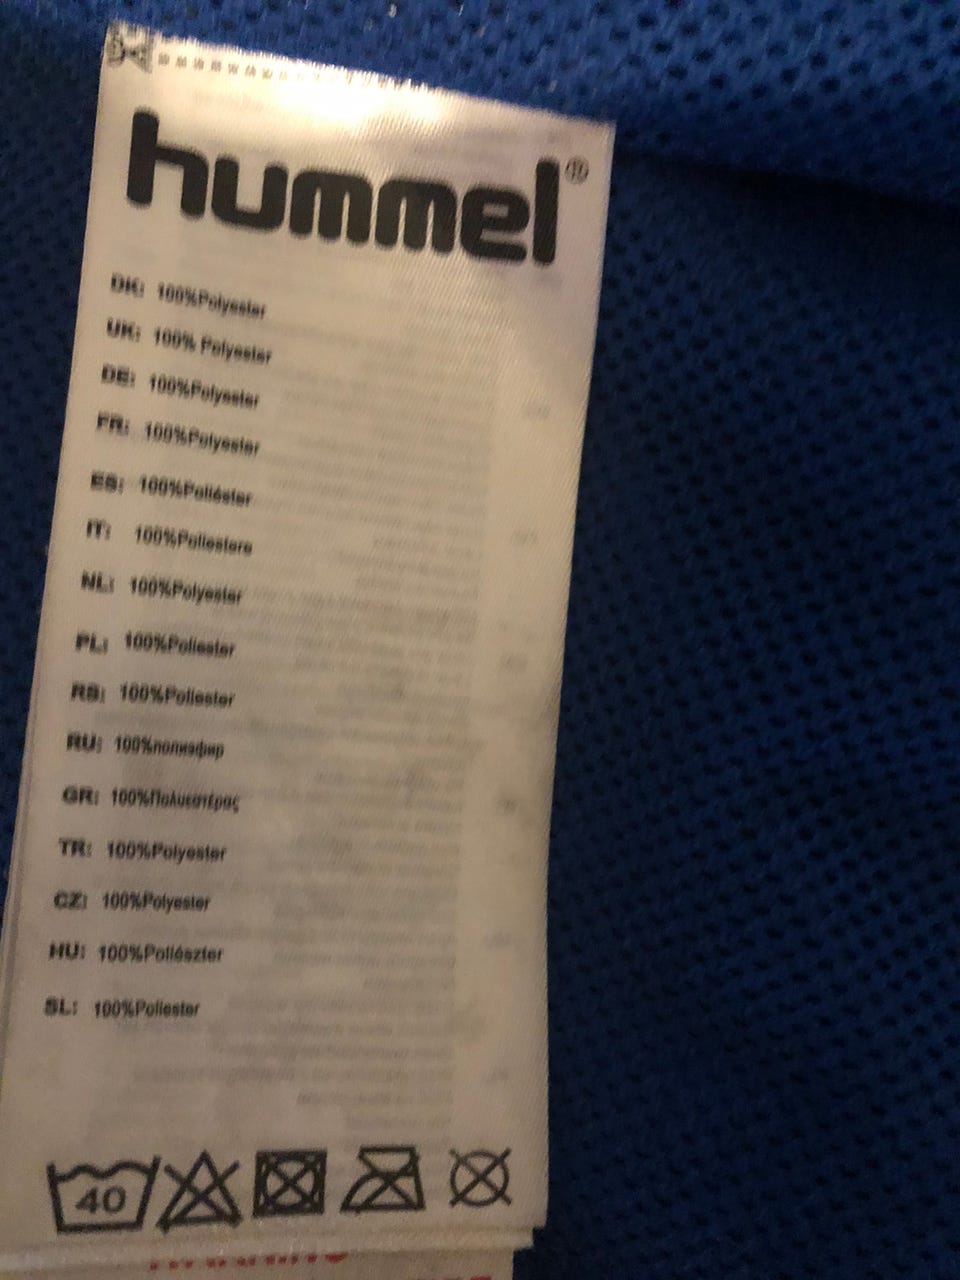 hummel®
DK: 100%Polyester
UK: 100% Polyester
DE: 100%Polyester
FR: 100%Polyester
ES: 100%Poliéster
IT: 100%Poliestere
NL: 100%Polyester
PL: 100%Poliester
RS: 100%Poliester
RU: 100%полиэфир
GR: 100%Πολυεστέρας
TR: 100%Polyester
CZ: 100%Polyester
HU: 100%Poliészter
SL: 100%Poliester
40